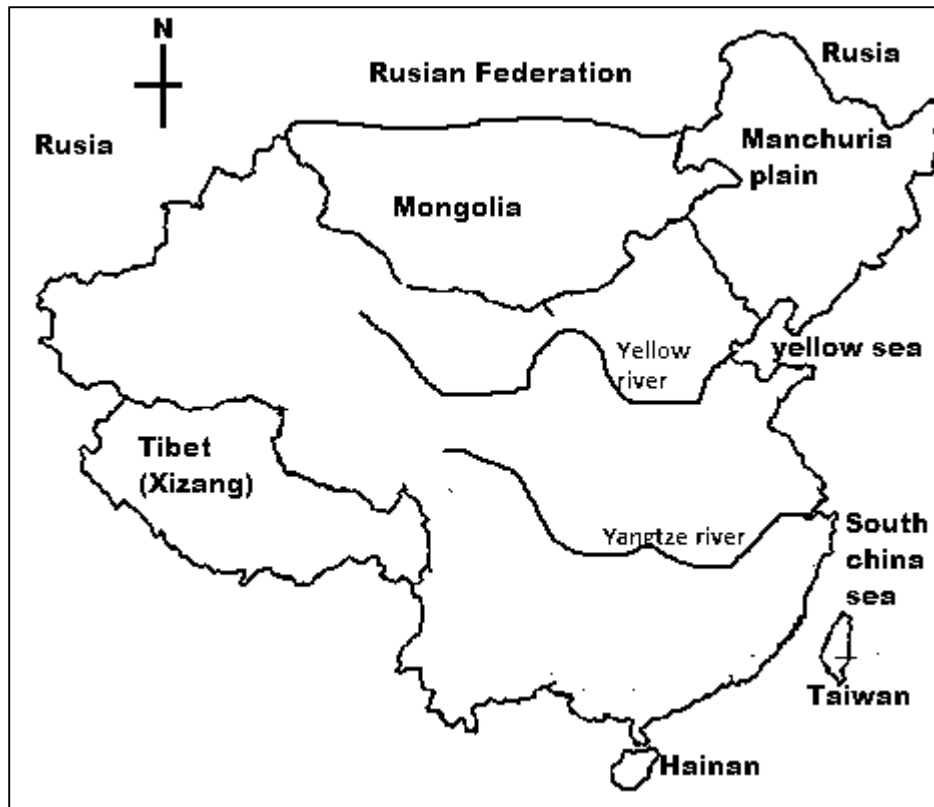 N
Rusian Federation
Rusia
Rusia
Manchuria
plain
Mongolia
Yellow
river
yellow sea
Tibet
(Xizang)
Yangtze river
South
china
sea
Taiwan
Hainan